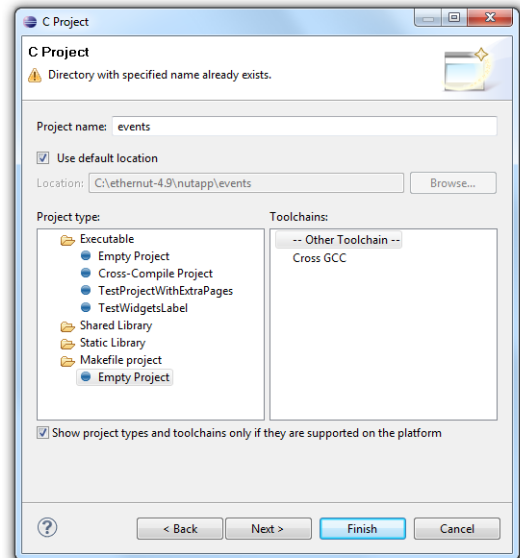 C Project
C Project
Directory with specified name already exists.
Project name: events
Use default location
Location: C:\ethernut-4.9\nutapp\events Browse...
Project type: Toolchains:
Executable
Empty Project
Cross-Compile Project
TestProjectWithExtraPages
TestWidgetsLabel
Shared Library
Static Library
Makefile project
Empty Project
-- Other Toolchain --
Cross GCC
Show project types and toolchains only if they are supported on the platform
? < Back Next > Finish Cancel